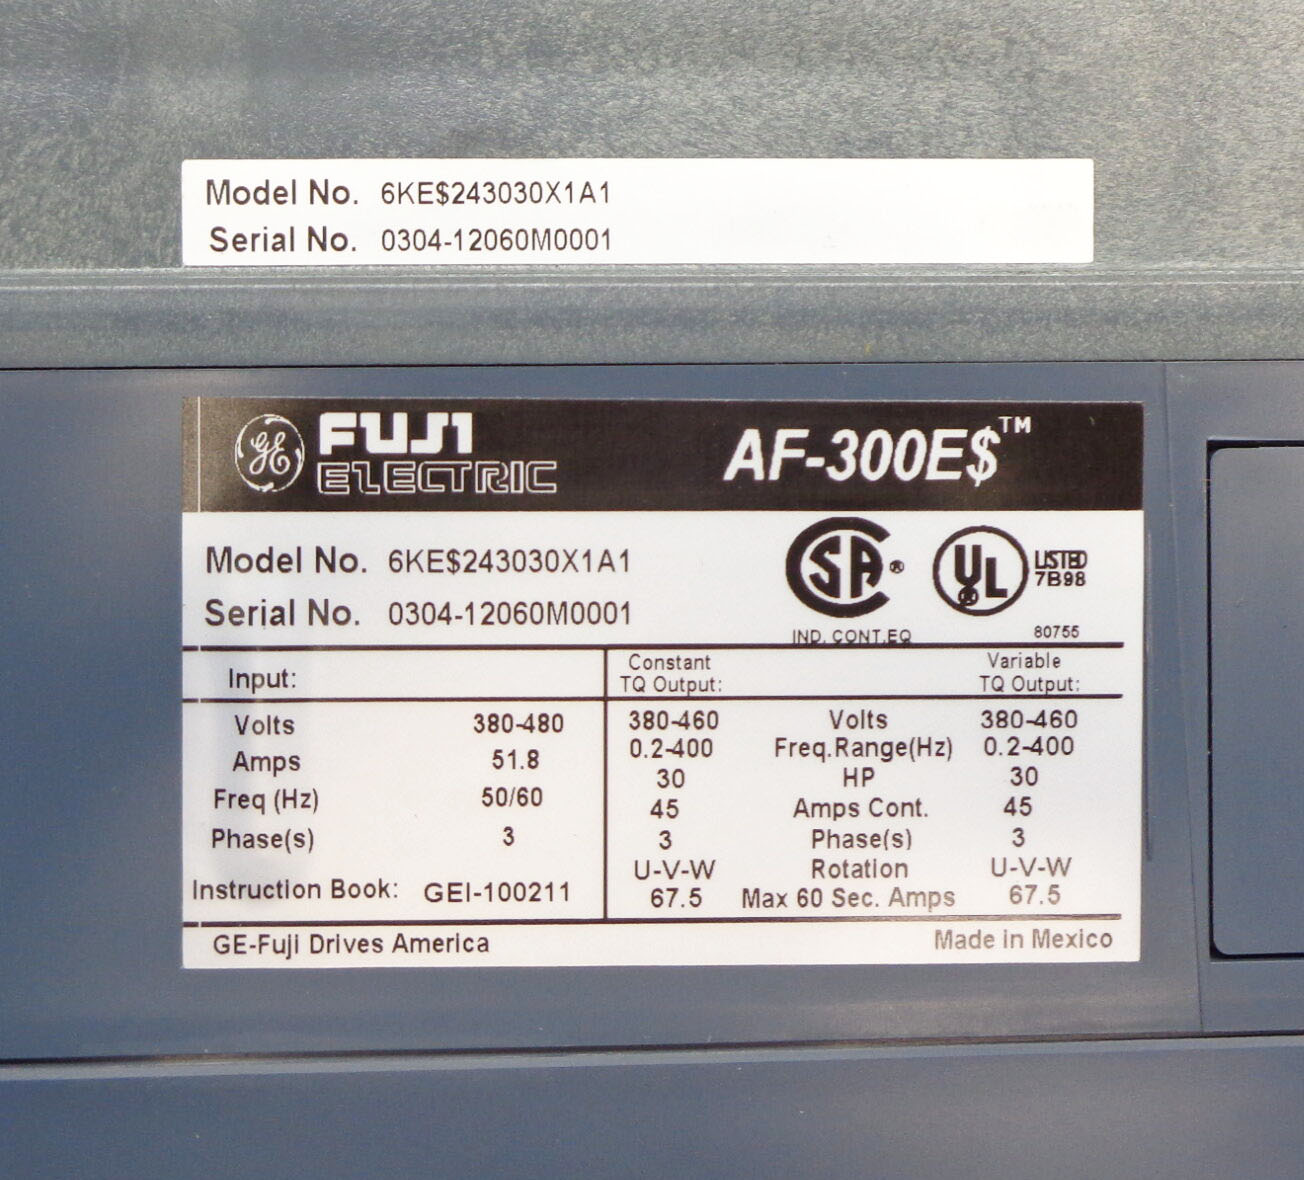 Model No. 6KE$243030X1A1
Serial No. 0304-12060M0001
GE FUJI
ELECTRIC
AF-300E$™
Model No. 6KE$243030X1A1
Serial No. 0304-12060M0001
SA ®
IND. CONT.EQ
UL LISTED
7B98
80755
Input:
Constant
TQ Output:
Variable
TQ Output:
Volts 380-480
Amps 51.8
Freq (Hz) 50/60
Phase(s) 3
Instruction Book: GEI-100211
380-460 Volts 380-460
0.2-400 Freq.Range(Hz) 0.2-400
30 HP 30
45 Amps Cont. 45
3 Phase(s) 3
U-V-W Rotation U-V-W
67.5 Max 60 Sec. Amps 67.5
GE-Fuji Drives America Made in Mexico